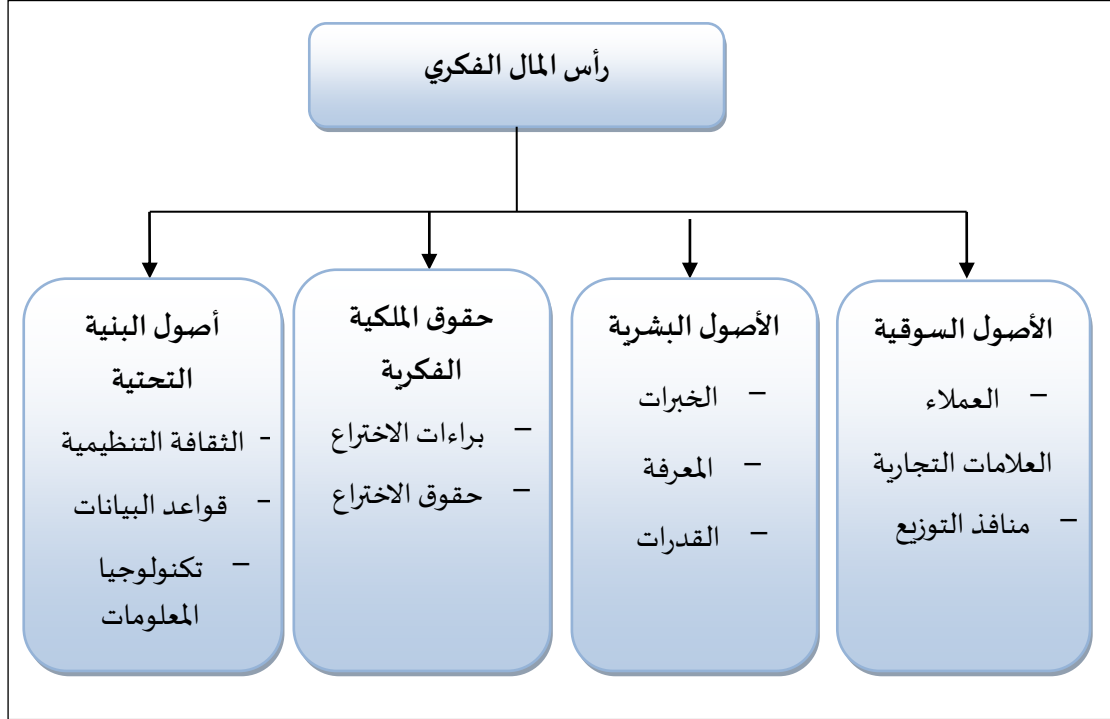 رأس المال الفكري
الأصول السوقية
– العملاء
العلامات التجارية
– منافذ التوزيع
الأصول البشرية
– الخبرات
– المعرفة
– القدرات
حقوق الملكية
الفكرية
– براءات الاختراع
– حقوق الاختراع
أصول البنية
التحتية
- الثقافة التنظيمية
- قواعد البيانات
– تكنولوجيا
المعلومات